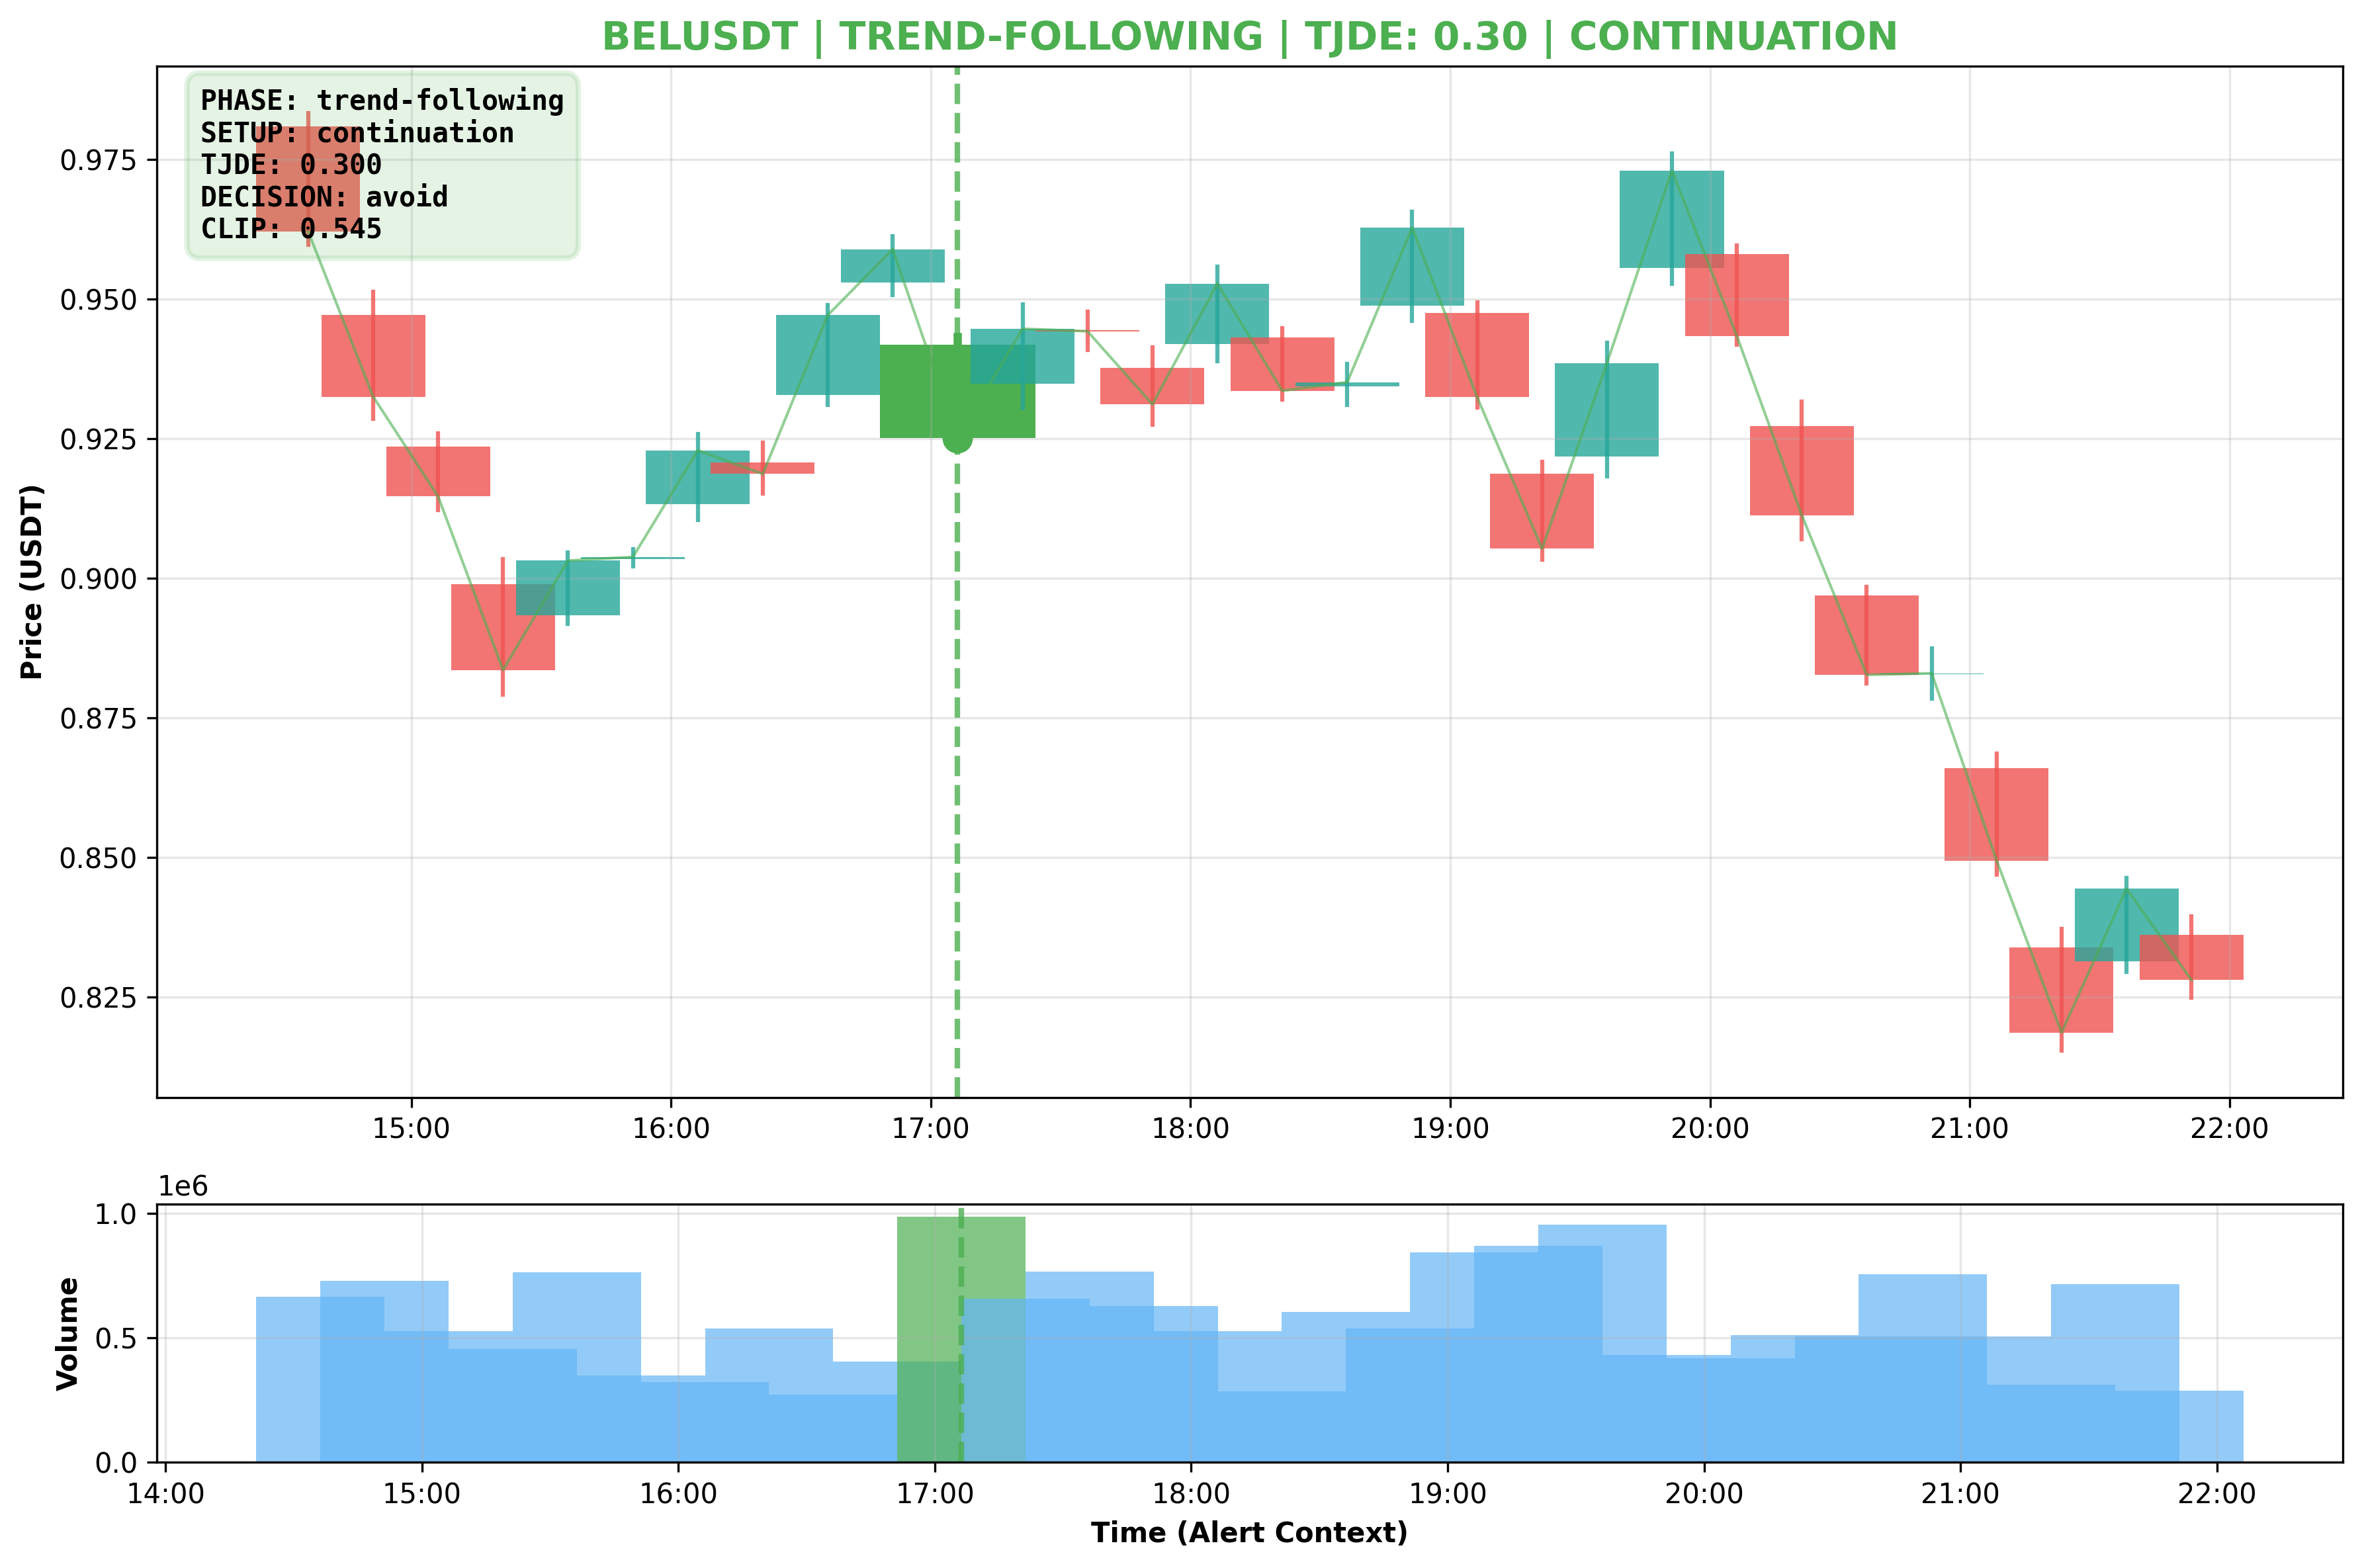 BELUSDT | TREND-FOLLOWING | TJDE: 0.30 | CONTINUATION
PHASE: trend-following
SETUP: continuation
TJDE: 0.300
DECISION: avoid
CLIP: 0.545
Price (USDT)
0.975
0.950
0.925
0.900
0.875
0.850
0.825
15:00 16:00 17:00 18:00 19:00 20:00 21:00 22:00
1e6
Volume
1.0
0.5
0.0
14:00 15:00 16:00 17:00 18:00 19:00 20:00 21:00 22:00
Time (Alert Context)